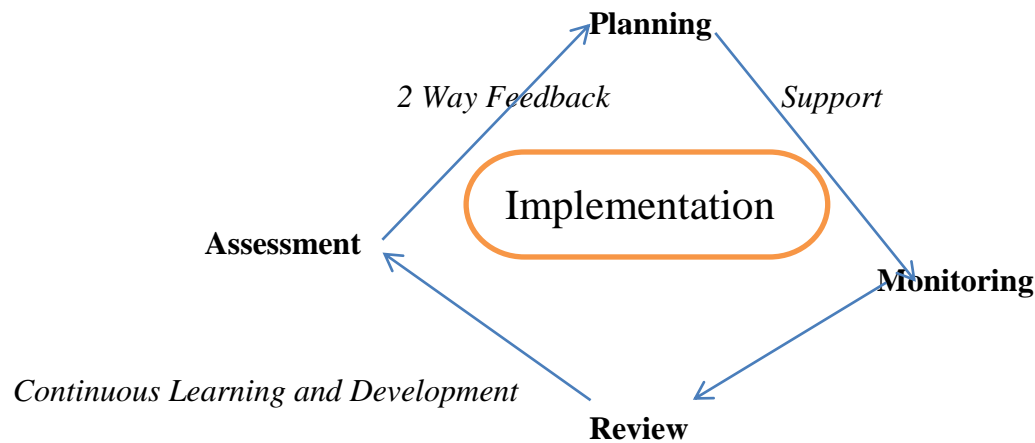 Planning
2 Way Feedback
Support
Implementation
Assessment
Monitoring
Continuous Learning and Development
Review